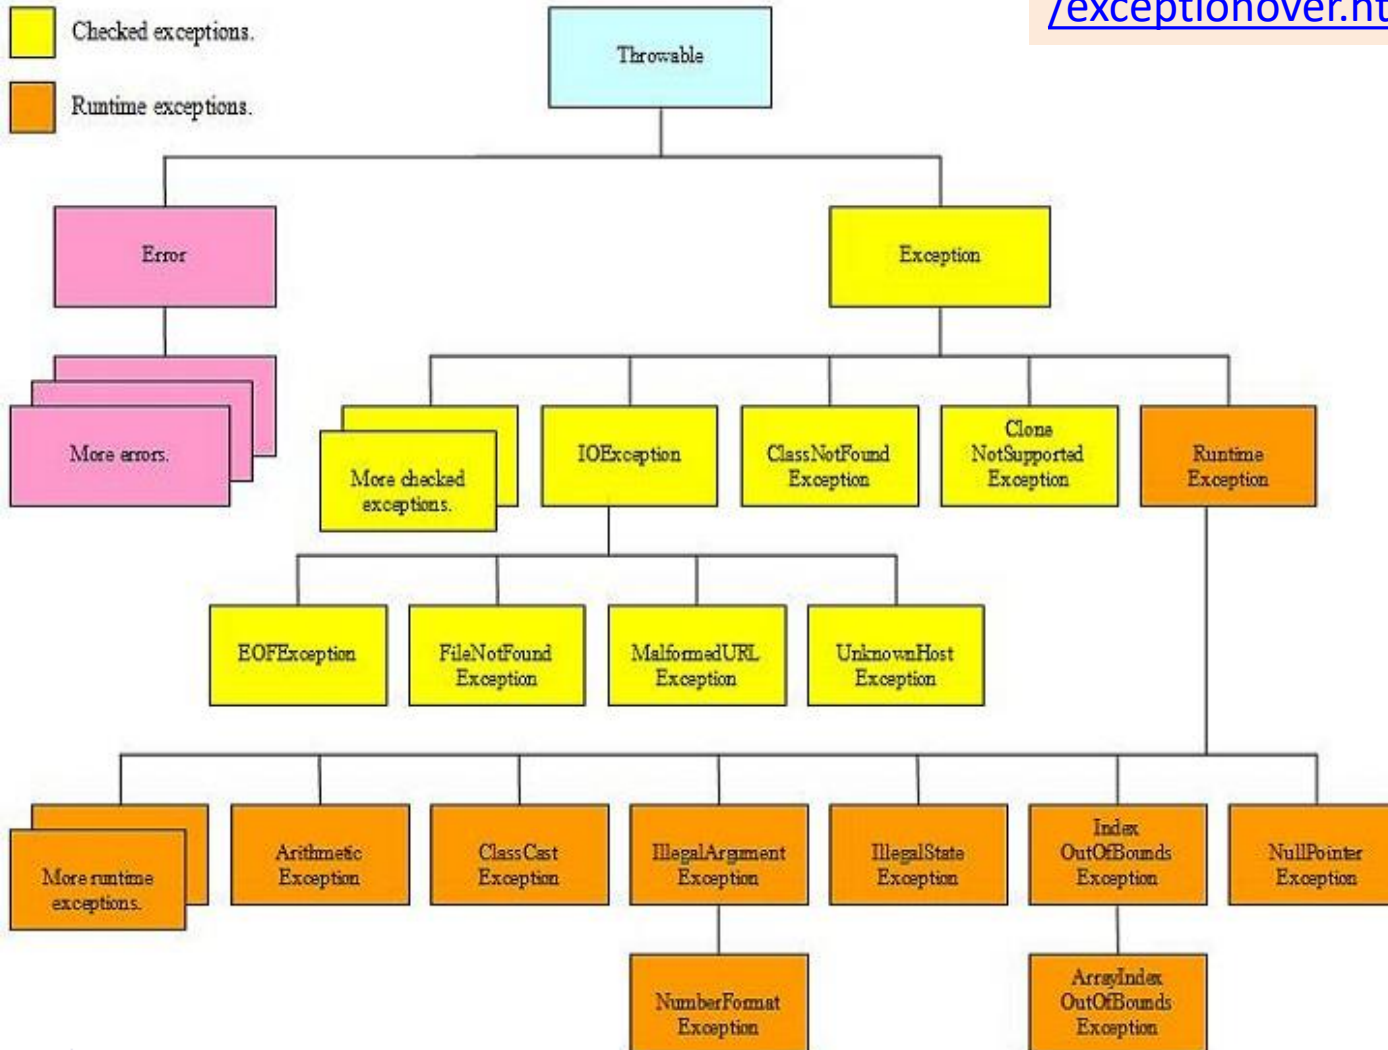 /exceptionover.ht
Checked exceptions.
Throwable
Runtime exceptions.
Error
Exception
More errors.
More checked
exceptions.
IOException
ClassNotFound
Exception
Clone
NotSupported
Exception
Runtime
Exception
EOFException
FileNotFound
Exception
MalformedURL
Exception
UnknownHost
Exception
More runtime
exceptions.
Arithmetic
Exception
ClassCast
Exception
IllegalArgument
Exception
IllegalState
Exception
Index
OutOfBounds
Exception
NullPointer
Exception
NumberFormat
Exception
ArrayIndex
OutOfBounds
Exception